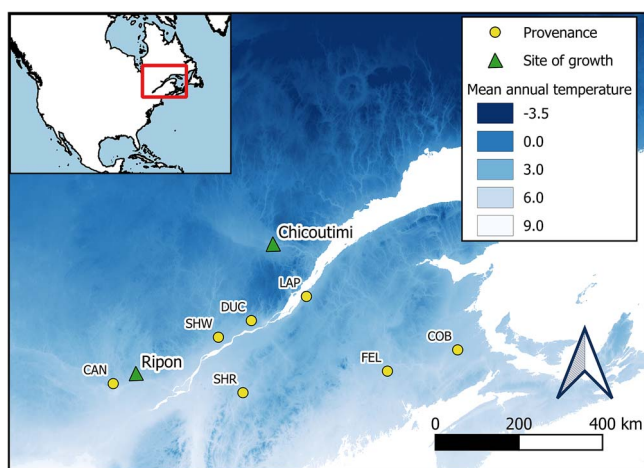 Provenance
Site of growth
Mean annual temperature
-3.5
0.0
3.0
6.0
9.0
Chicoutimi
LAP
DUC
SHW
COB
Ripon
FEL
CAN
SHR
0 200 400 km